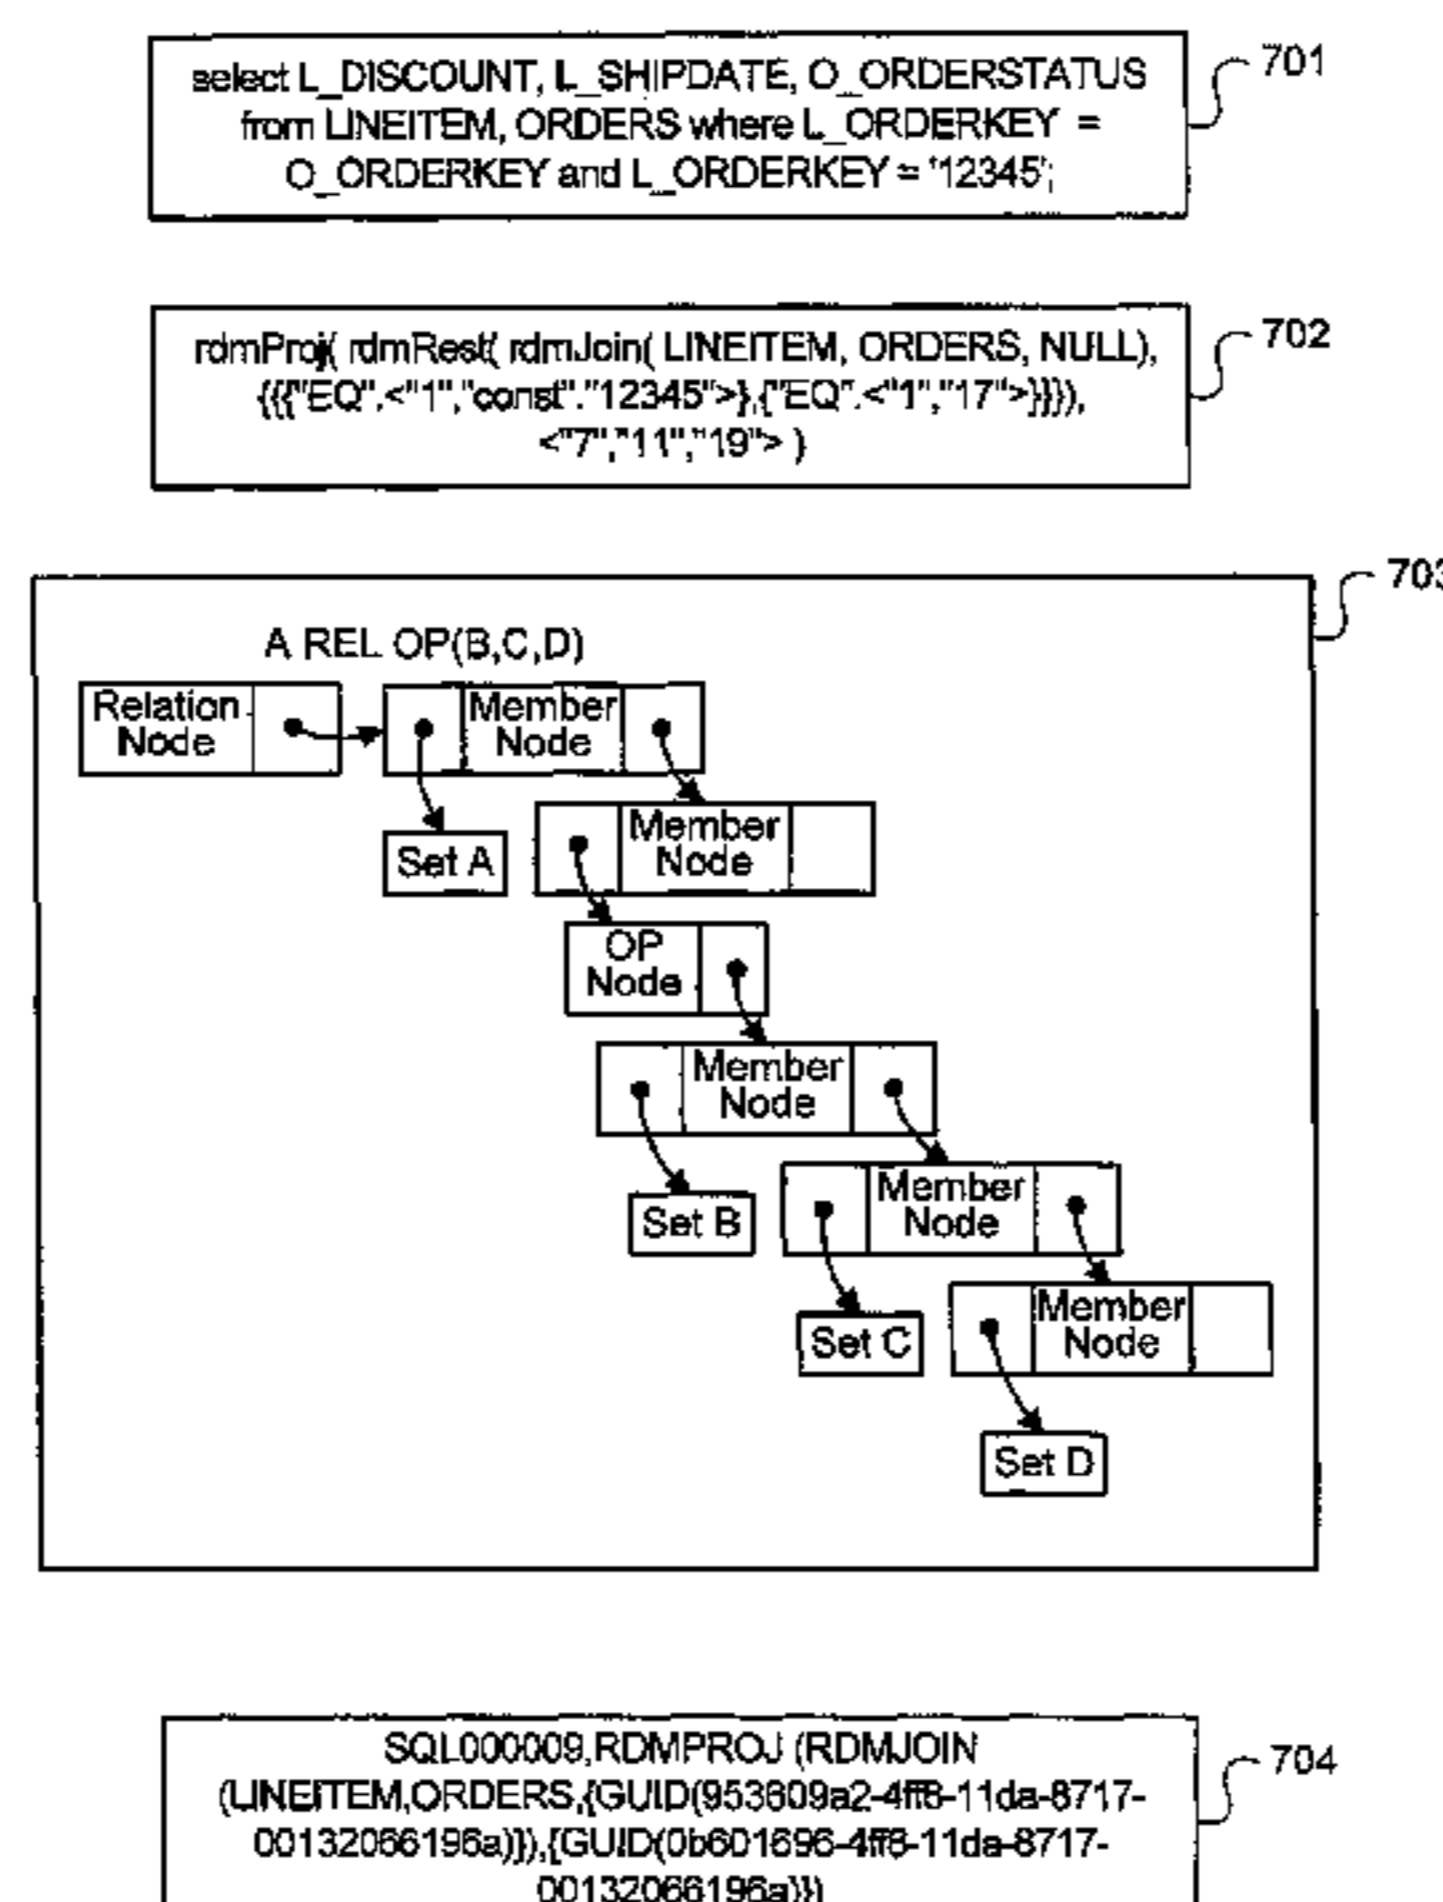 select L_DISCOUNT, L_SHIPDATE, O_ORDERSTATUS
701
from LINEITEM, ORDERS where L_ORDERKEY =
O_ORDERKEY and L_ORDERKEY = '12345';
rdmProj( rdmRest( rdmJoin( LINEITEM, ORDERS, NULL),
702
{{{"EQ".<"1","const"."12345">},{"EQ".<"1","17">}}}),
<"7","11","19"> )
703
A REL OP(B,C,D)
Relation
Node
Member
Node
Set A
Member
Node
OP
Node
Member
Node
Set B
Member
Node
Set C
Member
Node
Set D
SQL000009,RDMPROJ (RDMJOIN
704
(LINEITEM,ORDERS,{GUID(953609a2-4ff6-11da-8717-
00132066196a)}),{GUID(0b601696-4ff6-11da-8717-
00132066196a)})